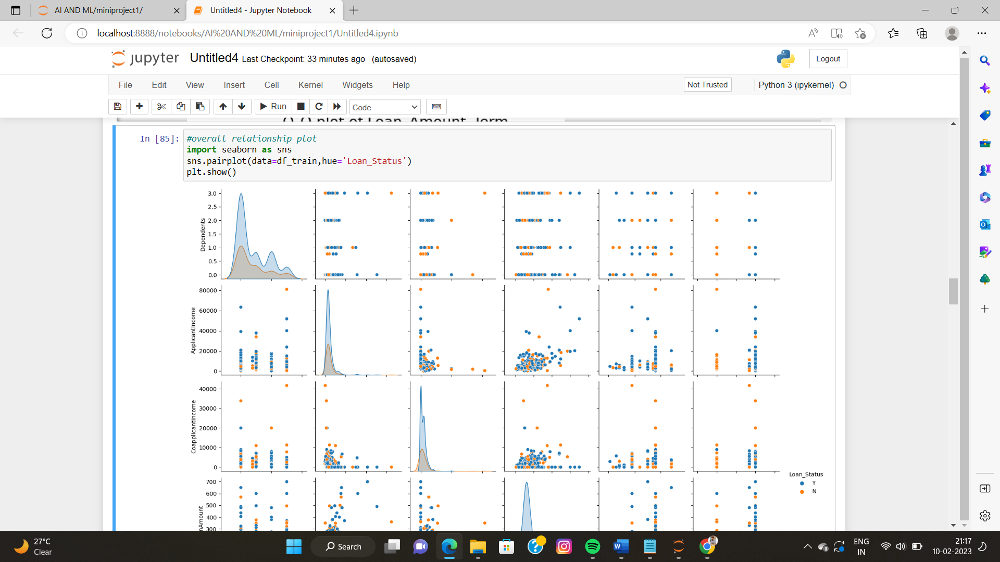 AI AND ML/miniproject1/
Untitled4 - Jupyter Notebook
localhost:8888/notebooks/AI%20AND%20ML/miniproject1/Untitled4.ipynb
jupyter Untitled4 Last Checkpoint: 33 minutes ago (autosaved)
Logout
File Edit View Insert Cell Kernel Widgets Help
Not Trusted
Python 3 (ipykernel)
Run
Code
Q-Q plot of Loan_Amount_Term
In [85]:
#overall relationship plot
import seaborn as sns
sns.pairplot(data=df_train,hue='Loan_Status')
plt.show()
3.0
2.5
2.0
1.5
1.0
0.5
0.0
Dependents
80000
60000
40000
20000
0
ApplicantIncome
40000
30000
20000
10000
0
CoapplicantIncome
700
600
500
400
300
nAmount
Loan_Status
Y
N
27°C
Clear
Search
ENG
IN
21:17
10-02-2023